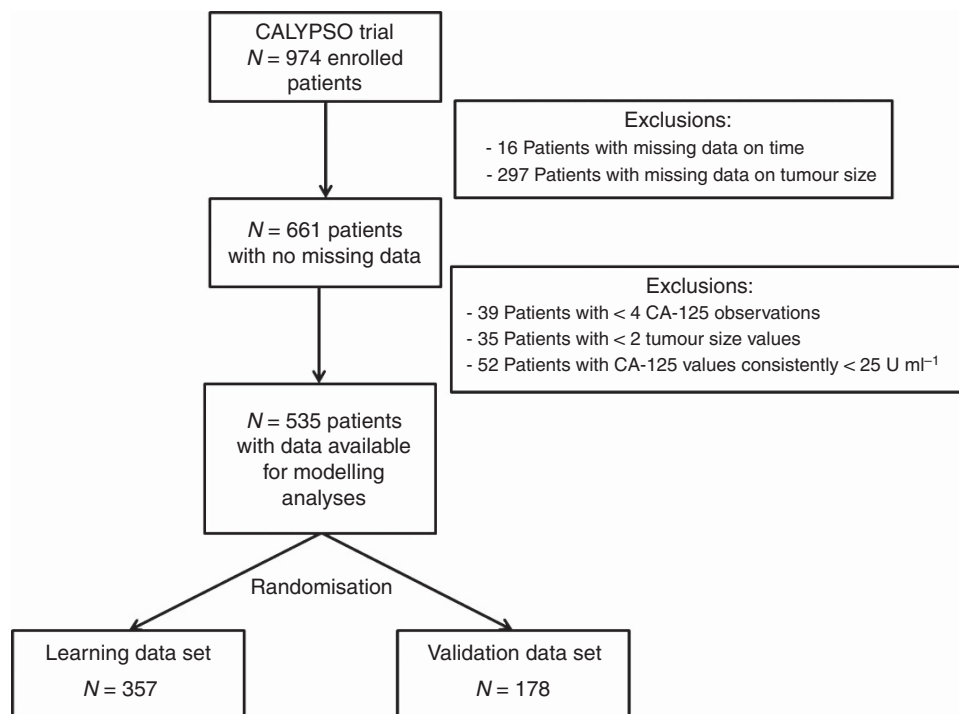 CALYPSO trial
N = 974 enrolled
patients
Exclusions:
- 16 Patients with missing data on time
- 297 Patients with missing data on tumour size
N = 661 patients
with no missing data
Exclusions:
- 39 Patients with < 4 CA-125 observations
- 35 Patients with < 2 tumour size values
- 52 Patients with CA-125 values consistently < 25 U ml⁻¹
N = 535 patients
with data available
for modelling
analyses
Randomisation
Learning data set
N = 357
Validation data set
N = 178